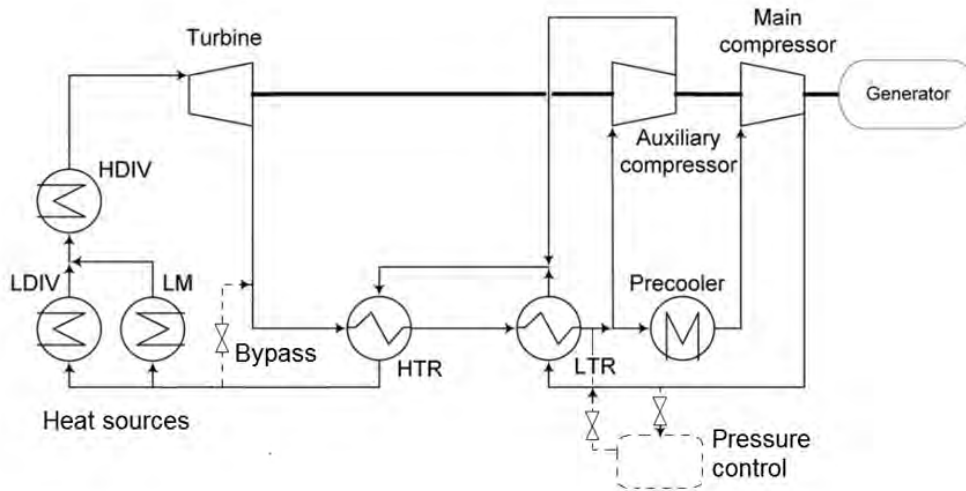 Turbine
Main
compressor
Generator
Auxiliary
compressor
HDIV
LDIV
LM
Bypass
HTR
LTR
Precooler
Heat sources
Pressure
control